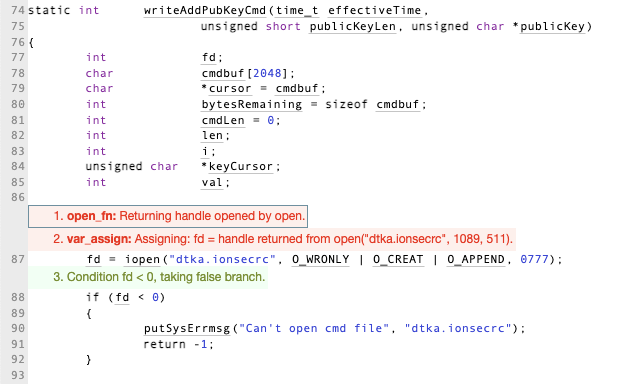 74 static int writeAddPubKeyCmd(time_t effectiveTime,
75 unsigned short publicKeyLen, unsigned char *publicKey)
76 {
77 int fd;
78 char cmdbuf[2048];
79 char *cursor = cmdbuf;
80 int bytesRemaining = sizeof cmdbuf;
81 int cmdLen = 0;
82 int len;
83 int i;
84 unsigned char *keyCursor;
85 int val;
86
1. open_fn: Returning handle opened by open.
2. var_assign: Assigning: fd = handle returned from open("dtka.ionsecrc", 1089, 511).
87 fd = iopen("dtka.ionsecrc", O_WRONLY | O_CREAT | O_APPEND, 0777);
3. Condition fd < 0, taking false branch.
88 if (fd < 0)
89 {
90 putSysErrmsg("Can't open cmd file", "dtka.ionsecrc");
91 return -1;
92 }
93